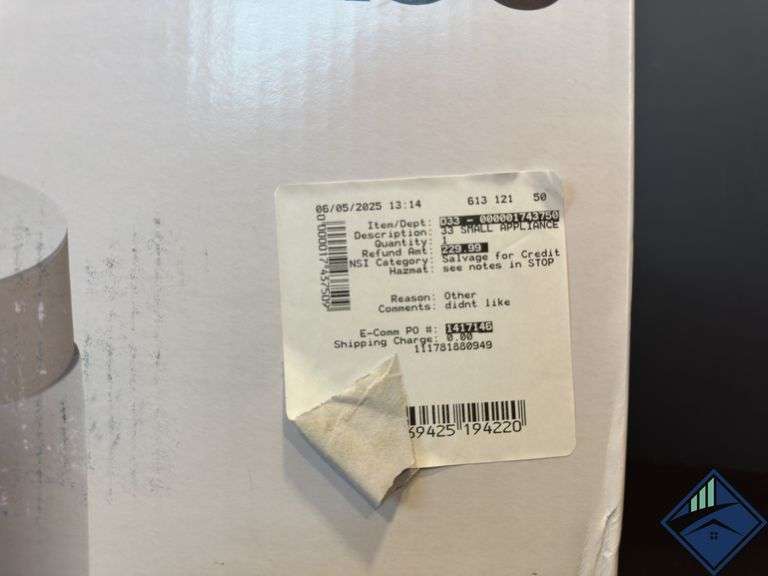 06/05/2025 13:14 613 121 50
Item/Dept: D33 - 000001743750
Description: 33 SMALL APPLIANCE
Quantity: 1
Refund Amt: 229.99
NSI Category: Salvage for Credit
Hazmat: see notes in STOP
Reason: Other
Comments: didnt like
E-Comm PO #: 1417146
Shipping Charge: 0.00
111781880949
69425 194220